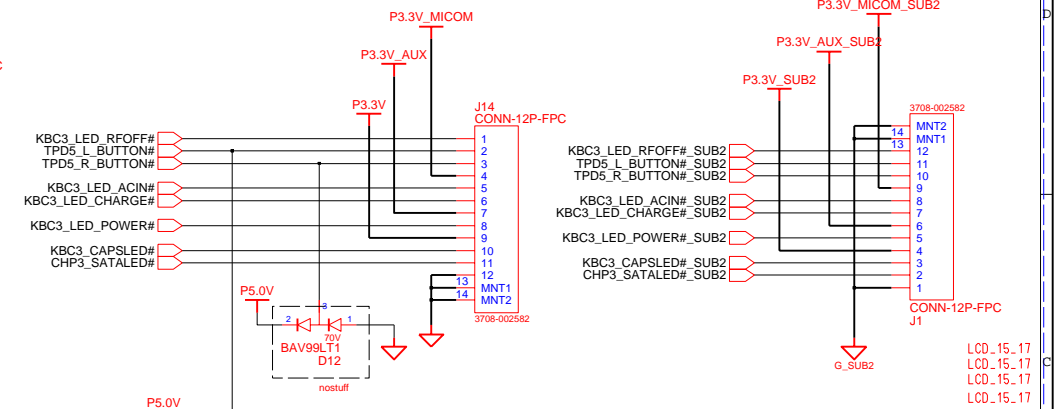 P3.3V_MICOM
P3.3V_AUX
P3.3V
J14
CONN-12P-FPC
KBC3_LED_RFOFF#
TPD5_L_BUTTON#
TPD5_R_BUTTON#
KBC3_LED_ACIN#
KBC3_LED_CHARGE#
KBC3_LED_POWER#
KBC3_CAPSLED#
CHP3_SATALED#
1
2
3
4
5
6
7
8
9
10
11
12
13
MNT1
14
MNT2
3708-002582
P5.0V
3
2
1
70V
BAV99LT1
D12
nostuff
P5.0V
P3.3V_MICOM_SUB2
P3.3V_AUX_SUB2
P3.3V_SUB2
3708-002582
KBC3_LED_RFOFF#_SUB2
TPD5_L_BUTTON#_SUB2
TPD5_R_BUTTON#_SUB2
KBC3_LED_ACIN#_SUB2
KBC3_LED_CHARGE#_SUB2
KBC3_LED_POWER#_SUB2
KBC3_CAPSLED#_SUB2
CHP3_SATALED#_SUB2
MNT2
14
MNT1
13
12
11
10
9
8
6
5
4
3
2
1
CONN-12P-FPC
J1
G_SUB2
LCD_15_17
LCD_15_17
LCD_15_17
LCD_15_17
D
C